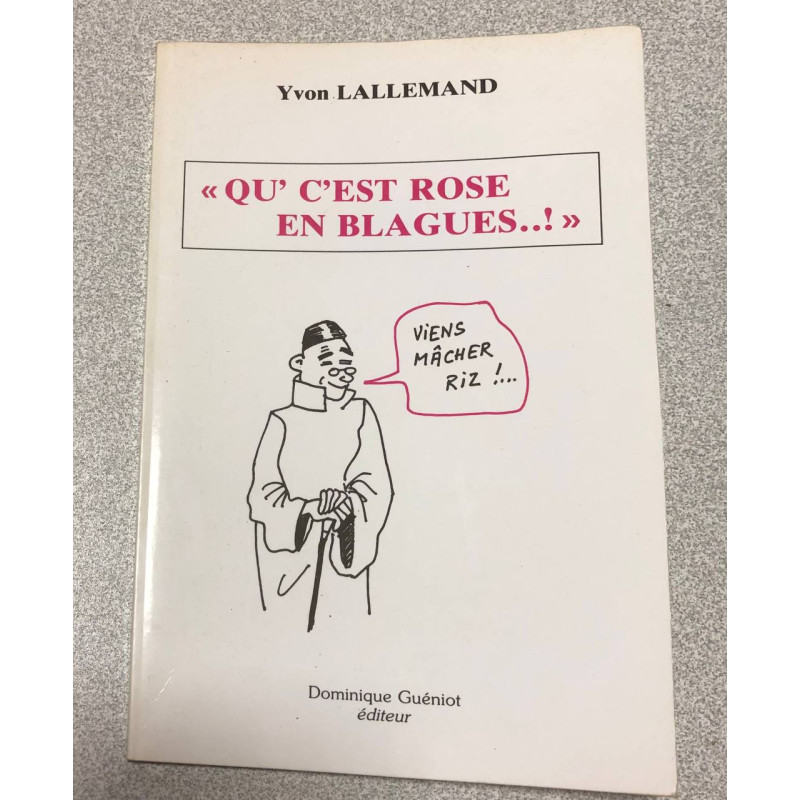 Yvon LALLEMAND
« QU' C'EST ROSE
EN BLAGUES..! »
ViENS
MÂCHER
RiZ !...
Dominique Guéniot
éditeur